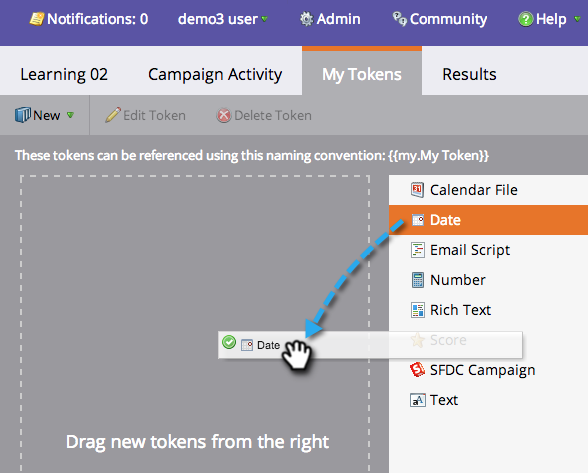 Notifications: 0 demo3 user Admin Community Help
Learning 02 Campaign Activity My Tokens Results
New Edit Token Delete Token
These tokens can be referenced using this naming convention: {{my.My Token}}
Calendar File
Date
Email Script
Number
Rich Text
Date
Score
SFDC Campaign
Text
Drag new tokens from the right